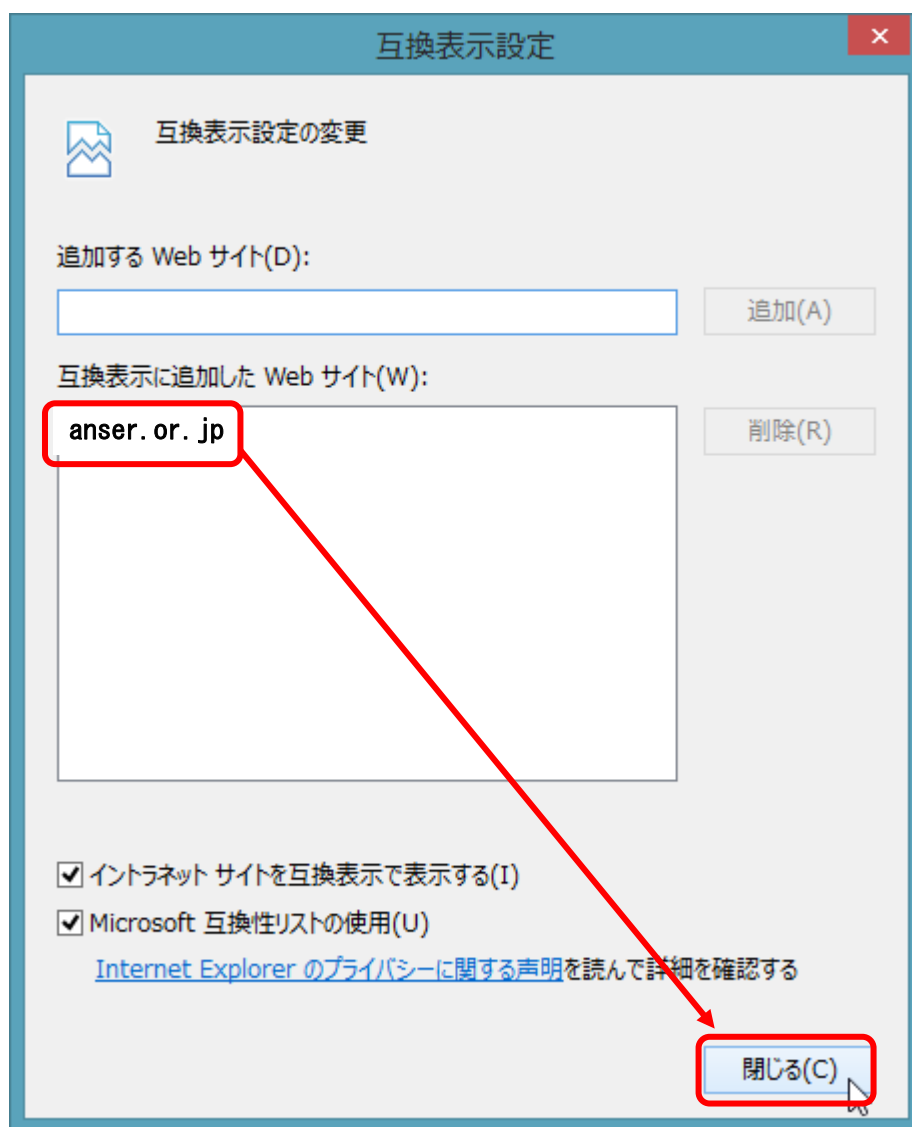 互換表示設定
互換表示設定の変更
追加する Web サイト(D):
追加(A)
互換表示に追加した Web サイト(W):
anser.or.jp
削除(R)
イントラネット サイトを互換表示で表示する(I)
Microsoft 互換性リストの使用(U)
Internet Explorer のプライバシーに関する声明を読んで詳細を確認する
閉じる(C)